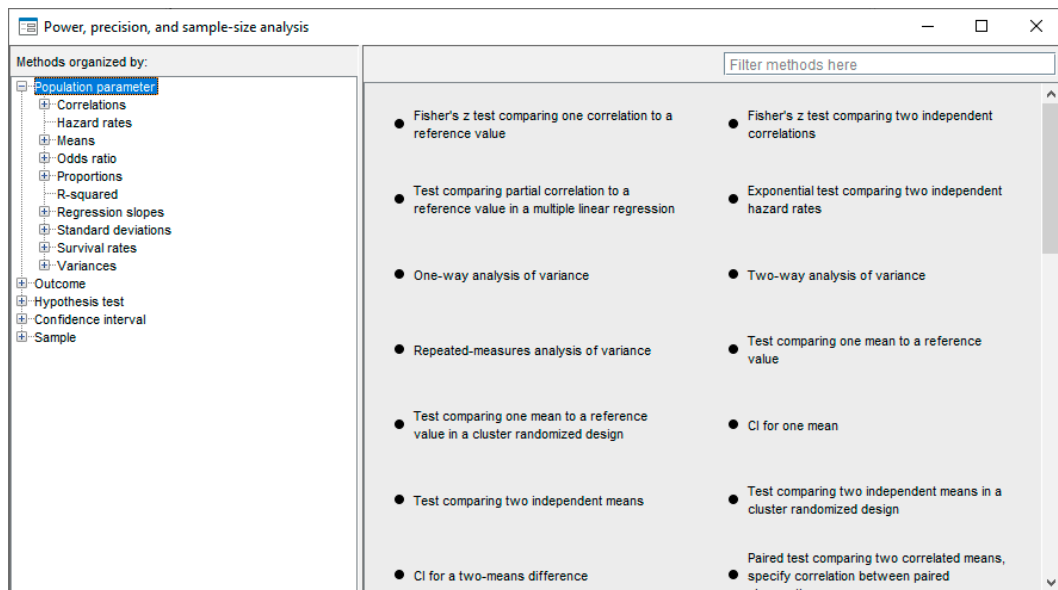 Power, precision, and sample-size analysis
Methods organized by:
Filter methods here
Population parameter
Correlations
Hazard rates
Means
Odds ratio
Proportions
R-squared
Regression slopes
Standard deviations
Survival rates
Variances
Outcome
Hypothesis test
Confidence interval
Sample
Fisher's z test comparing one correlation to a
reference value
Fisher's z test comparing two independent
correlations
Test comparing partial correlation to a
reference value in a multiple linear regression
Exponential test comparing two independent
hazard rates
One-way analysis of variance
Two-way analysis of variance
Repeated-measures analysis of variance
Test comparing one mean to a reference
value
Test comparing one mean to a reference
value in a cluster randomized design
CI for one mean
Test comparing two independent means
Test comparing two independent means in a
cluster randomized design
CI for a two-means difference
Paired test comparing two correlated means,
specify correlation between paired